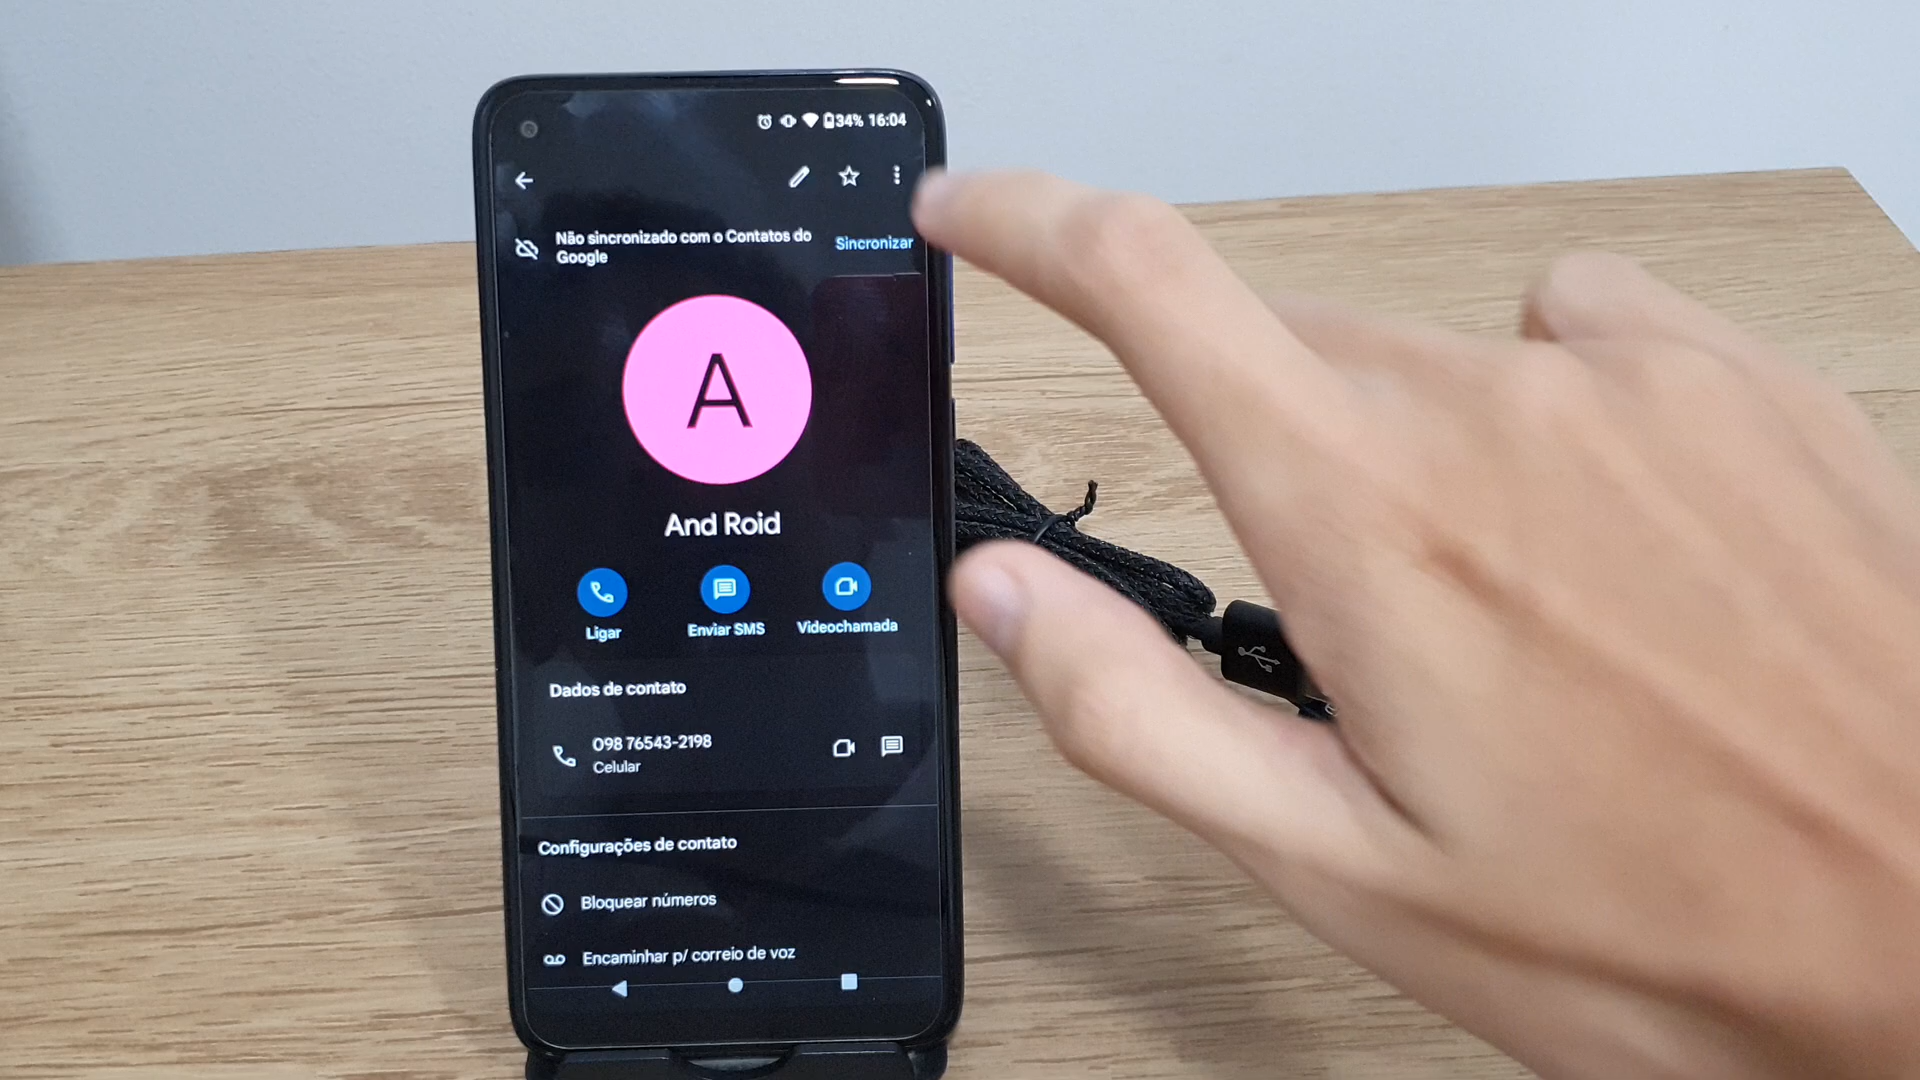 34% 16:04
Não sincronizado com o Contatos do
Google
Sincronizar
A
And Roid
Ligar
Enviar SMS
Videochamada
Dados de contato
098 76543-2198
Celular
Configurações de contato
Bloquear números
Encaminhar p/ correio de voz